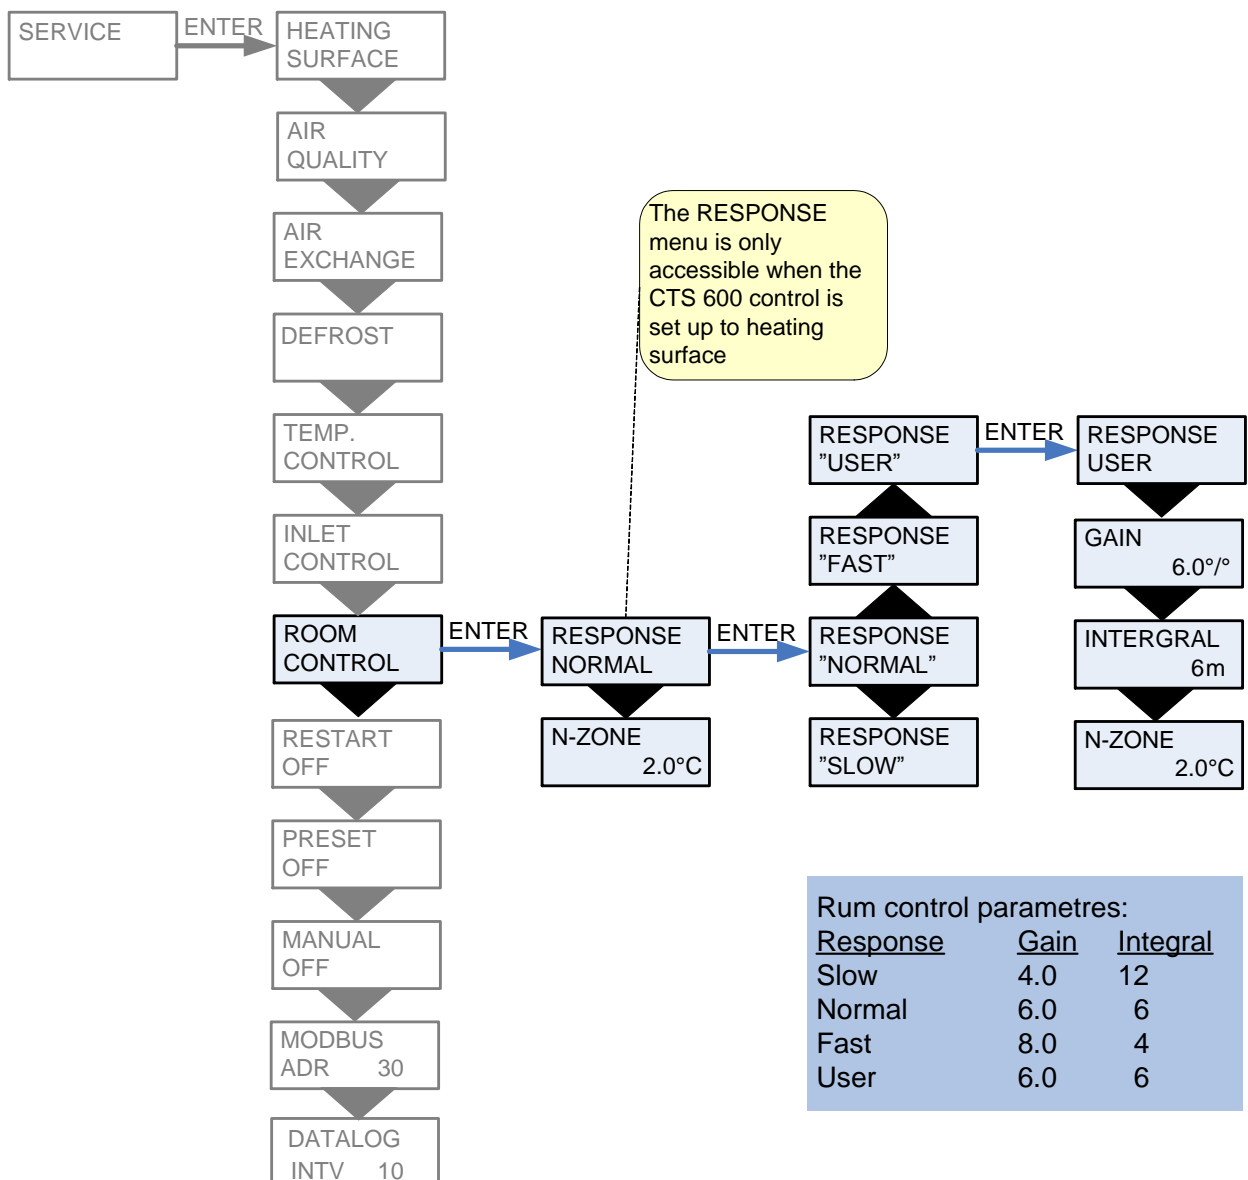 SERVICE
ENTER
HEATING
SURFACE
AIR
QUALITY
AIR
EXCHANGE
DEFROST
TEMP.
CONTROL
INLET
CONTROL
ROOM
CONTROL
RESTART
OFF
PRESET
OFF
MANUAL
OFF
MODBUS
ADR 30
DATALOG
INTV 10
The RESPONSE
menu is only
accessible when the
CTS 600 control is
set up to heating
surface
ENTER
RESPONSE
NORMAL
N-ZONE
2.0°C
ENTER
RESPONSE
”USER”
RESPONSE
”FAST”
RESPONSE
”NORMAL”
RESPONSE
”SLOW”
ENTER
RESPONSE
USER
GAIN
6.0°/°
INTERGRAL
6m
N-ZONE
2.0°C
Rum control parametres:
Response Gain Integral
Slow 4.0 12
Normal 6.0 6
Fast 8.0 4
User 6.0 6